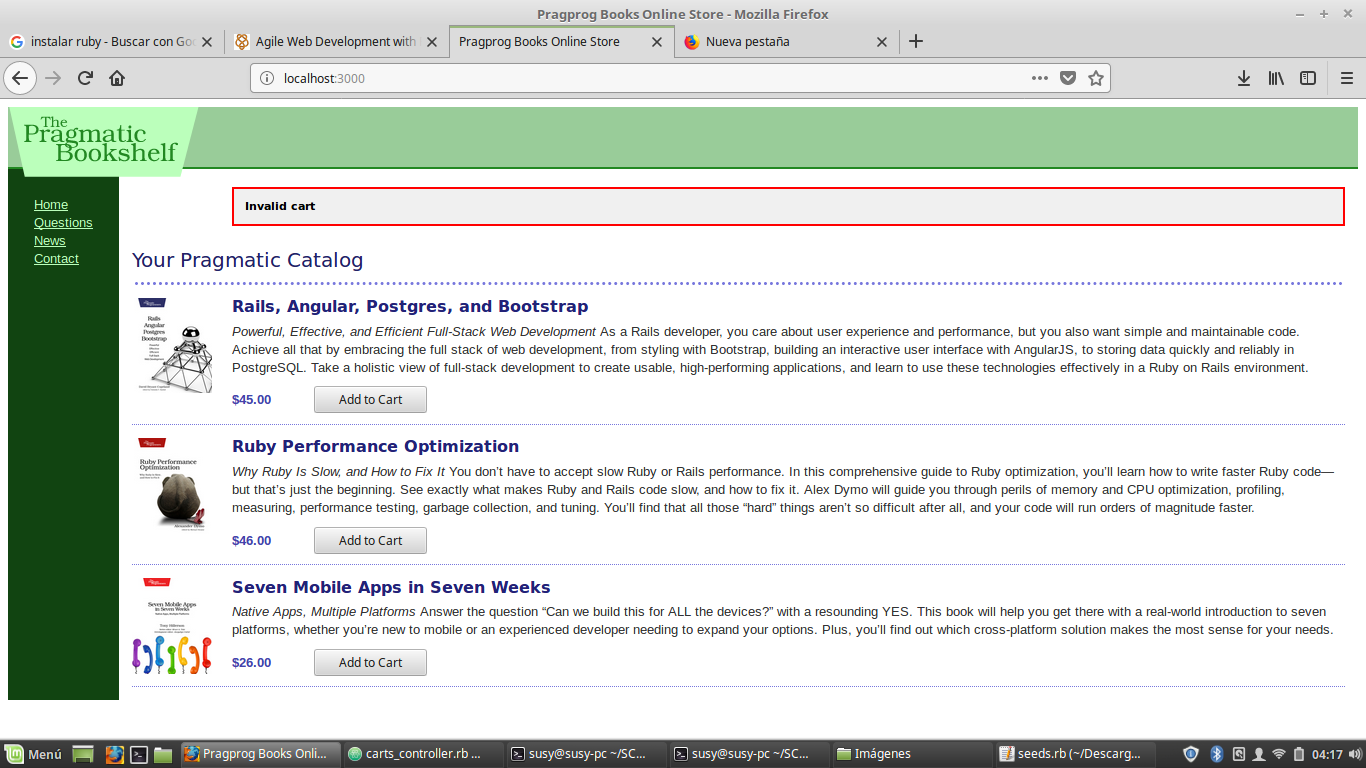 Pragprog Books Online Store - Mozilla Firefox
instalar ruby - Buscar con Go
Agile Web Development with
Pragprog Books Online Store
Nueva pestaña
localhost:3000
The
Pragmatic
Bookshelf
Home
Questions
News
Contact
Invalid cart
Your Pragmatic Catalog
Rails
Angular
Postgres
Bootstrap
Rails, Angular, Postgres, and Bootstrap
Powerful, Effective, and Efficient Full-Stack Web Development As a Rails developer, you care about user experience and performance, but you also want simple and maintainable code.
Achieve all that by embracing the full stack of web development, from styling with Bootstrap, building an interactive user interface with AngularJS, to storing data quickly and reliably in
PostgreSQL. Take a holistic view of full-stack development to create usable, high-performing applications, and learn to use these technologies effectively in a Ruby on Rails environment.
$45.00
Add to Cart
Ruby Performance
Optimization
Ruby Performance Optimization
Why Ruby Is Slow, and How to Fix It You don’t have to accept slow Ruby or Rails performance. In this comprehensive guide to Ruby optimization, you’ll learn how to write faster Ruby code—
but that’s just the beginning. See exactly what makes Ruby and Rails code slow, and how to fix it. Alex Dymo will guide you through perils of memory and CPU optimization, profiling,
measuring, performance testing, garbage collection, and tuning. You’ll find that all those “hard” things aren’t so difficult after all, and your code will run orders of magnitude faster.
$46.00
Add to Cart
Seven Mobile Apps
in Seven Weeks
Seven Mobile Apps in Seven Weeks
Native Apps, Multiple Platforms Answer the question “Can we build this for ALL the devices?” with a resounding YES. This book will help you get there with a real-world introduction to seven
platforms, whether you’re new to mobile or an experienced developer needing to expand your options. Plus, you’ll find out which cross-platform solution makes the most sense for your needs.
$26.00
Add to Cart
Menú
Pragprog Books Onli...
carts_controller.rb ...
susy@susy-pc ~/SC...
susy@susy-pc ~/SC...
Imágenes
seeds.rb (~/Descarg...
04:17